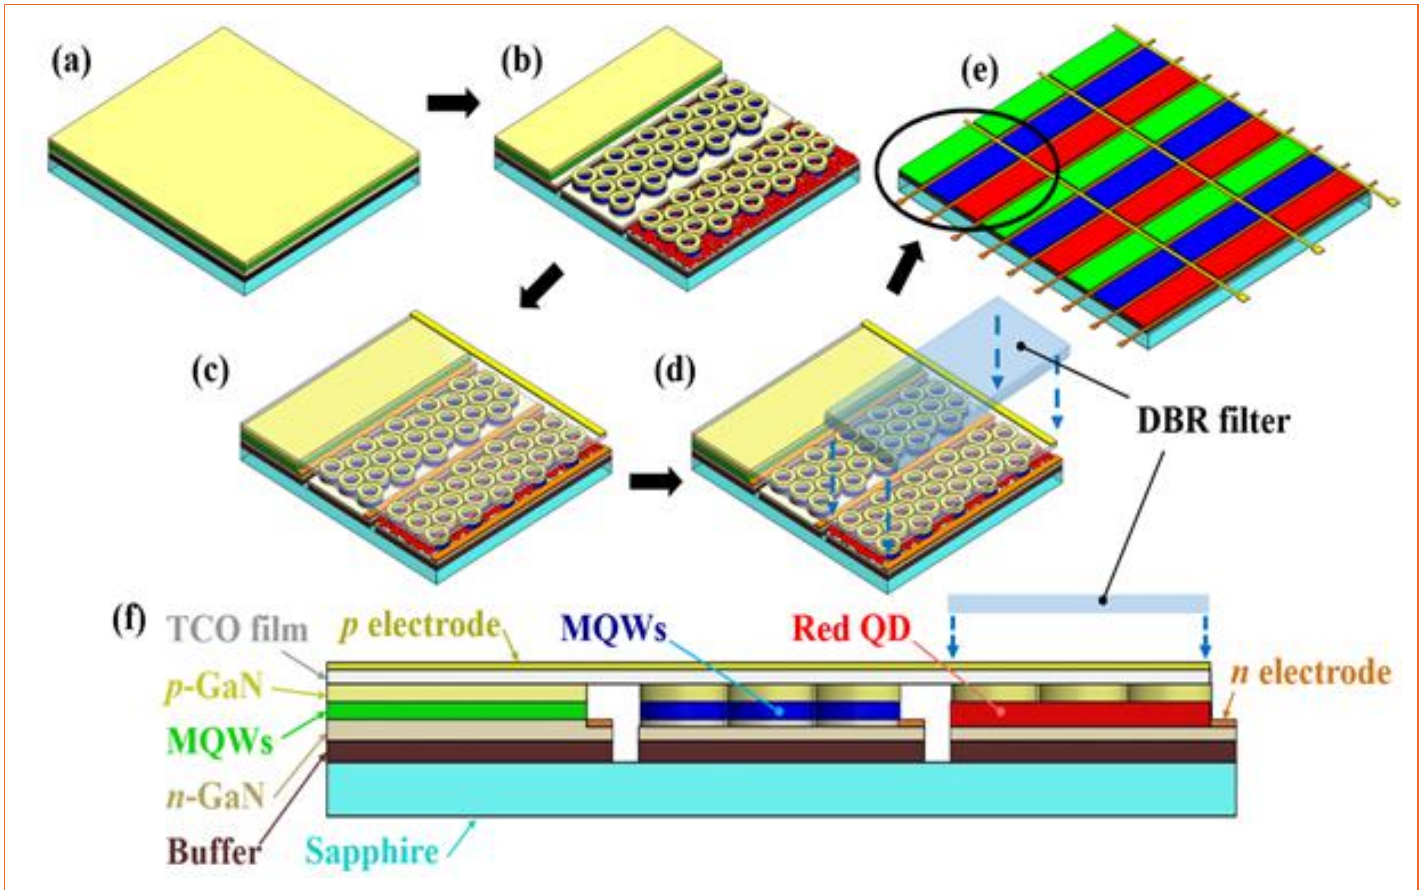 (a)
(b)
(e)
(c)
(d)
DBR filter
(f)
TCO film
p electrode
MQWs
Red QD
p-GaN
n electrode
MQWs
n-GaN
Buffer
Sapphire